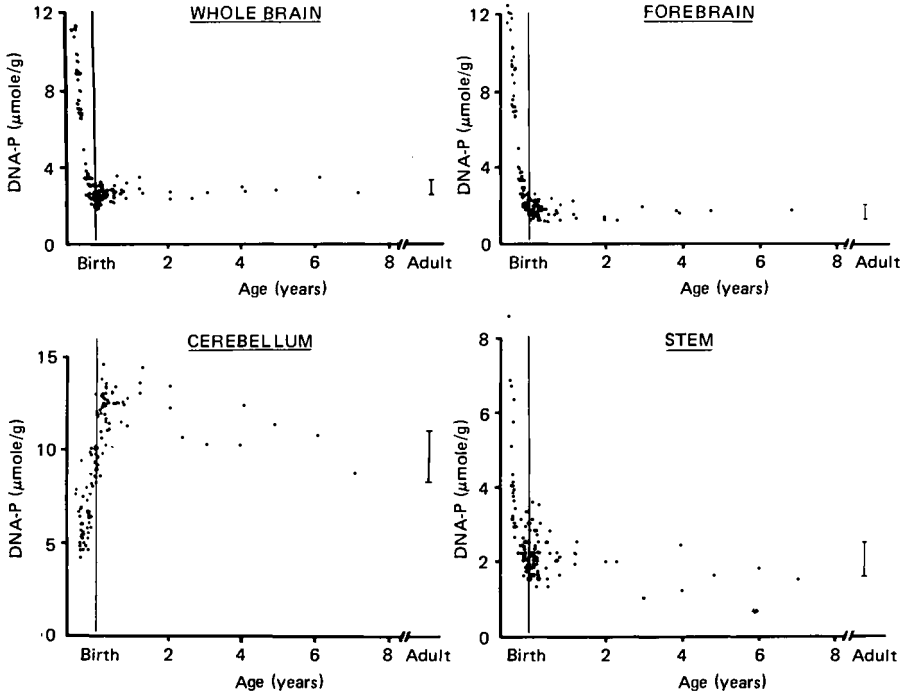 WHOLE BRAIN
DNA-P (μmole/g)
12
8
4
0
Birth 2 4 6 8 Adult
Age (years)
FOREBRAIN
DNA-P (μmole/g)
12
8
4
0
Birth 2 4 6 8 Adult
Age (years)
CEREBELLUM
DNA-P (μmole/g)
15
10
5
0
Birth 2 4 6 8 Adult
Age (years)
STEM
DNA-P (μmole/g)
8
6
4
2
0
Birth 2 4 6 8 Adult
Age (years)